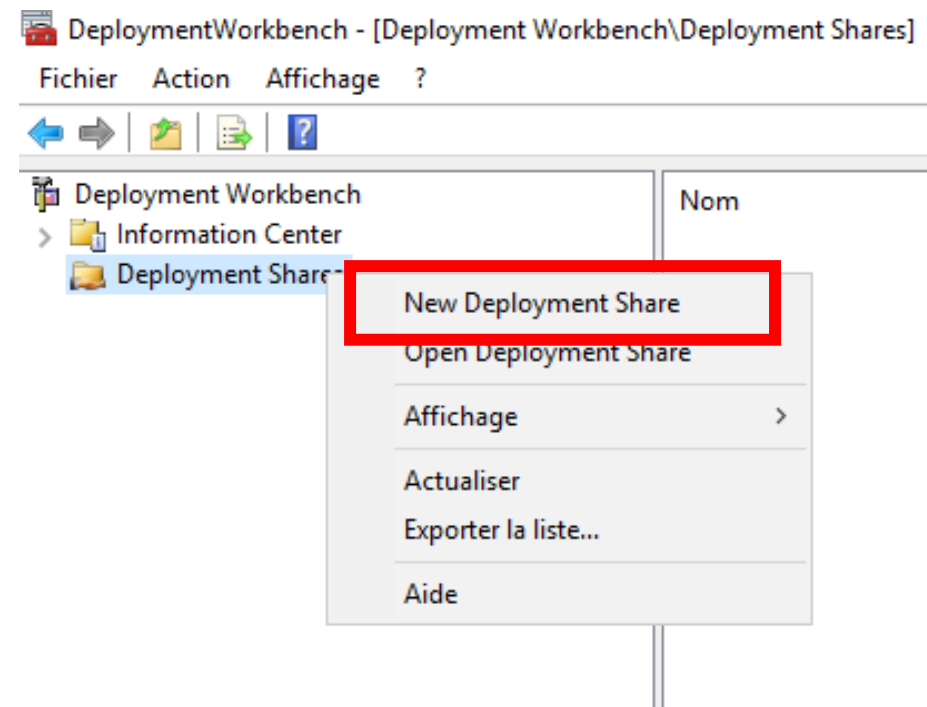 DeploymentWorkbench - [Deployment Workbench\Deployment Shares]
Fichier Action Affichage ?
Deployment Workbench
Information Center
Deployment Shares
Nom
New Deployment Share
Open Deployment Share
Affichage
Actualiser
Exporter la liste...
Aide